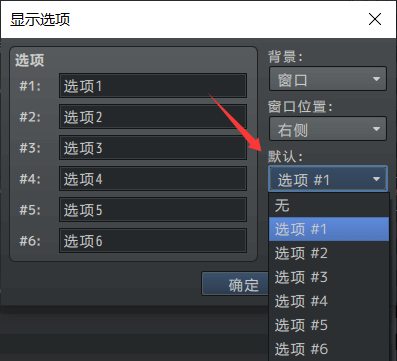 显示选项
选项
#1: 选项1
#2: 选项2
#3: 选项3
#4: 选项4
#5: 选项5
#6: 选项6
背景:
窗口
窗口位置:
右侧
默认:
选项 #1
无
选项 #1
选项 #2
选项 #3
选项 #4
选项 #5
选项 #6
确定